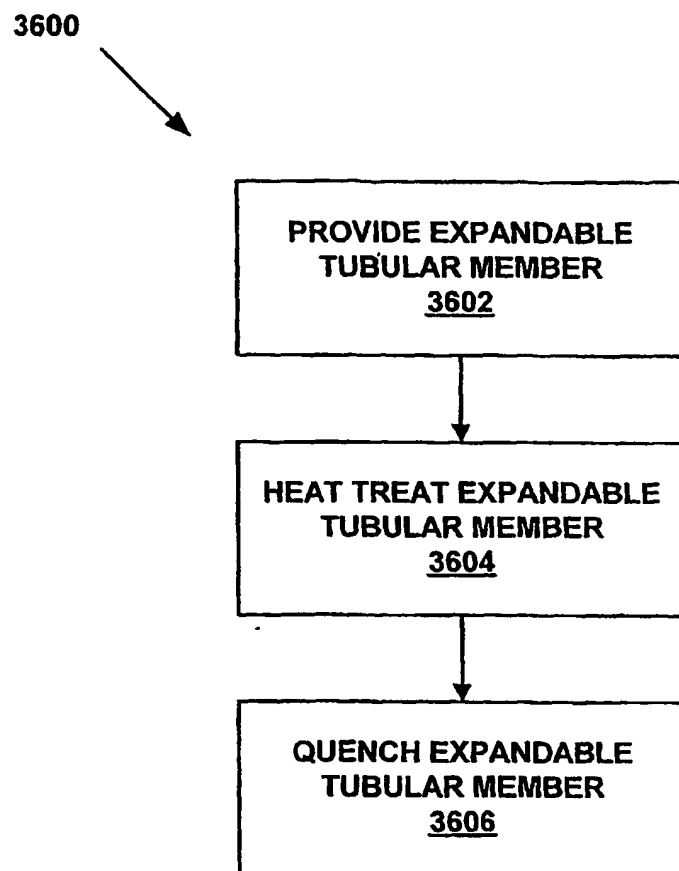 3600
PROVIDE EXPANDABLE
TUBULAR MEMBER
3602
HEAT TREAT EXPANDABLE
TUBULAR MEMBER
3604
QUENCH EXPANDABLE
TUBULAR MEMBER
3606